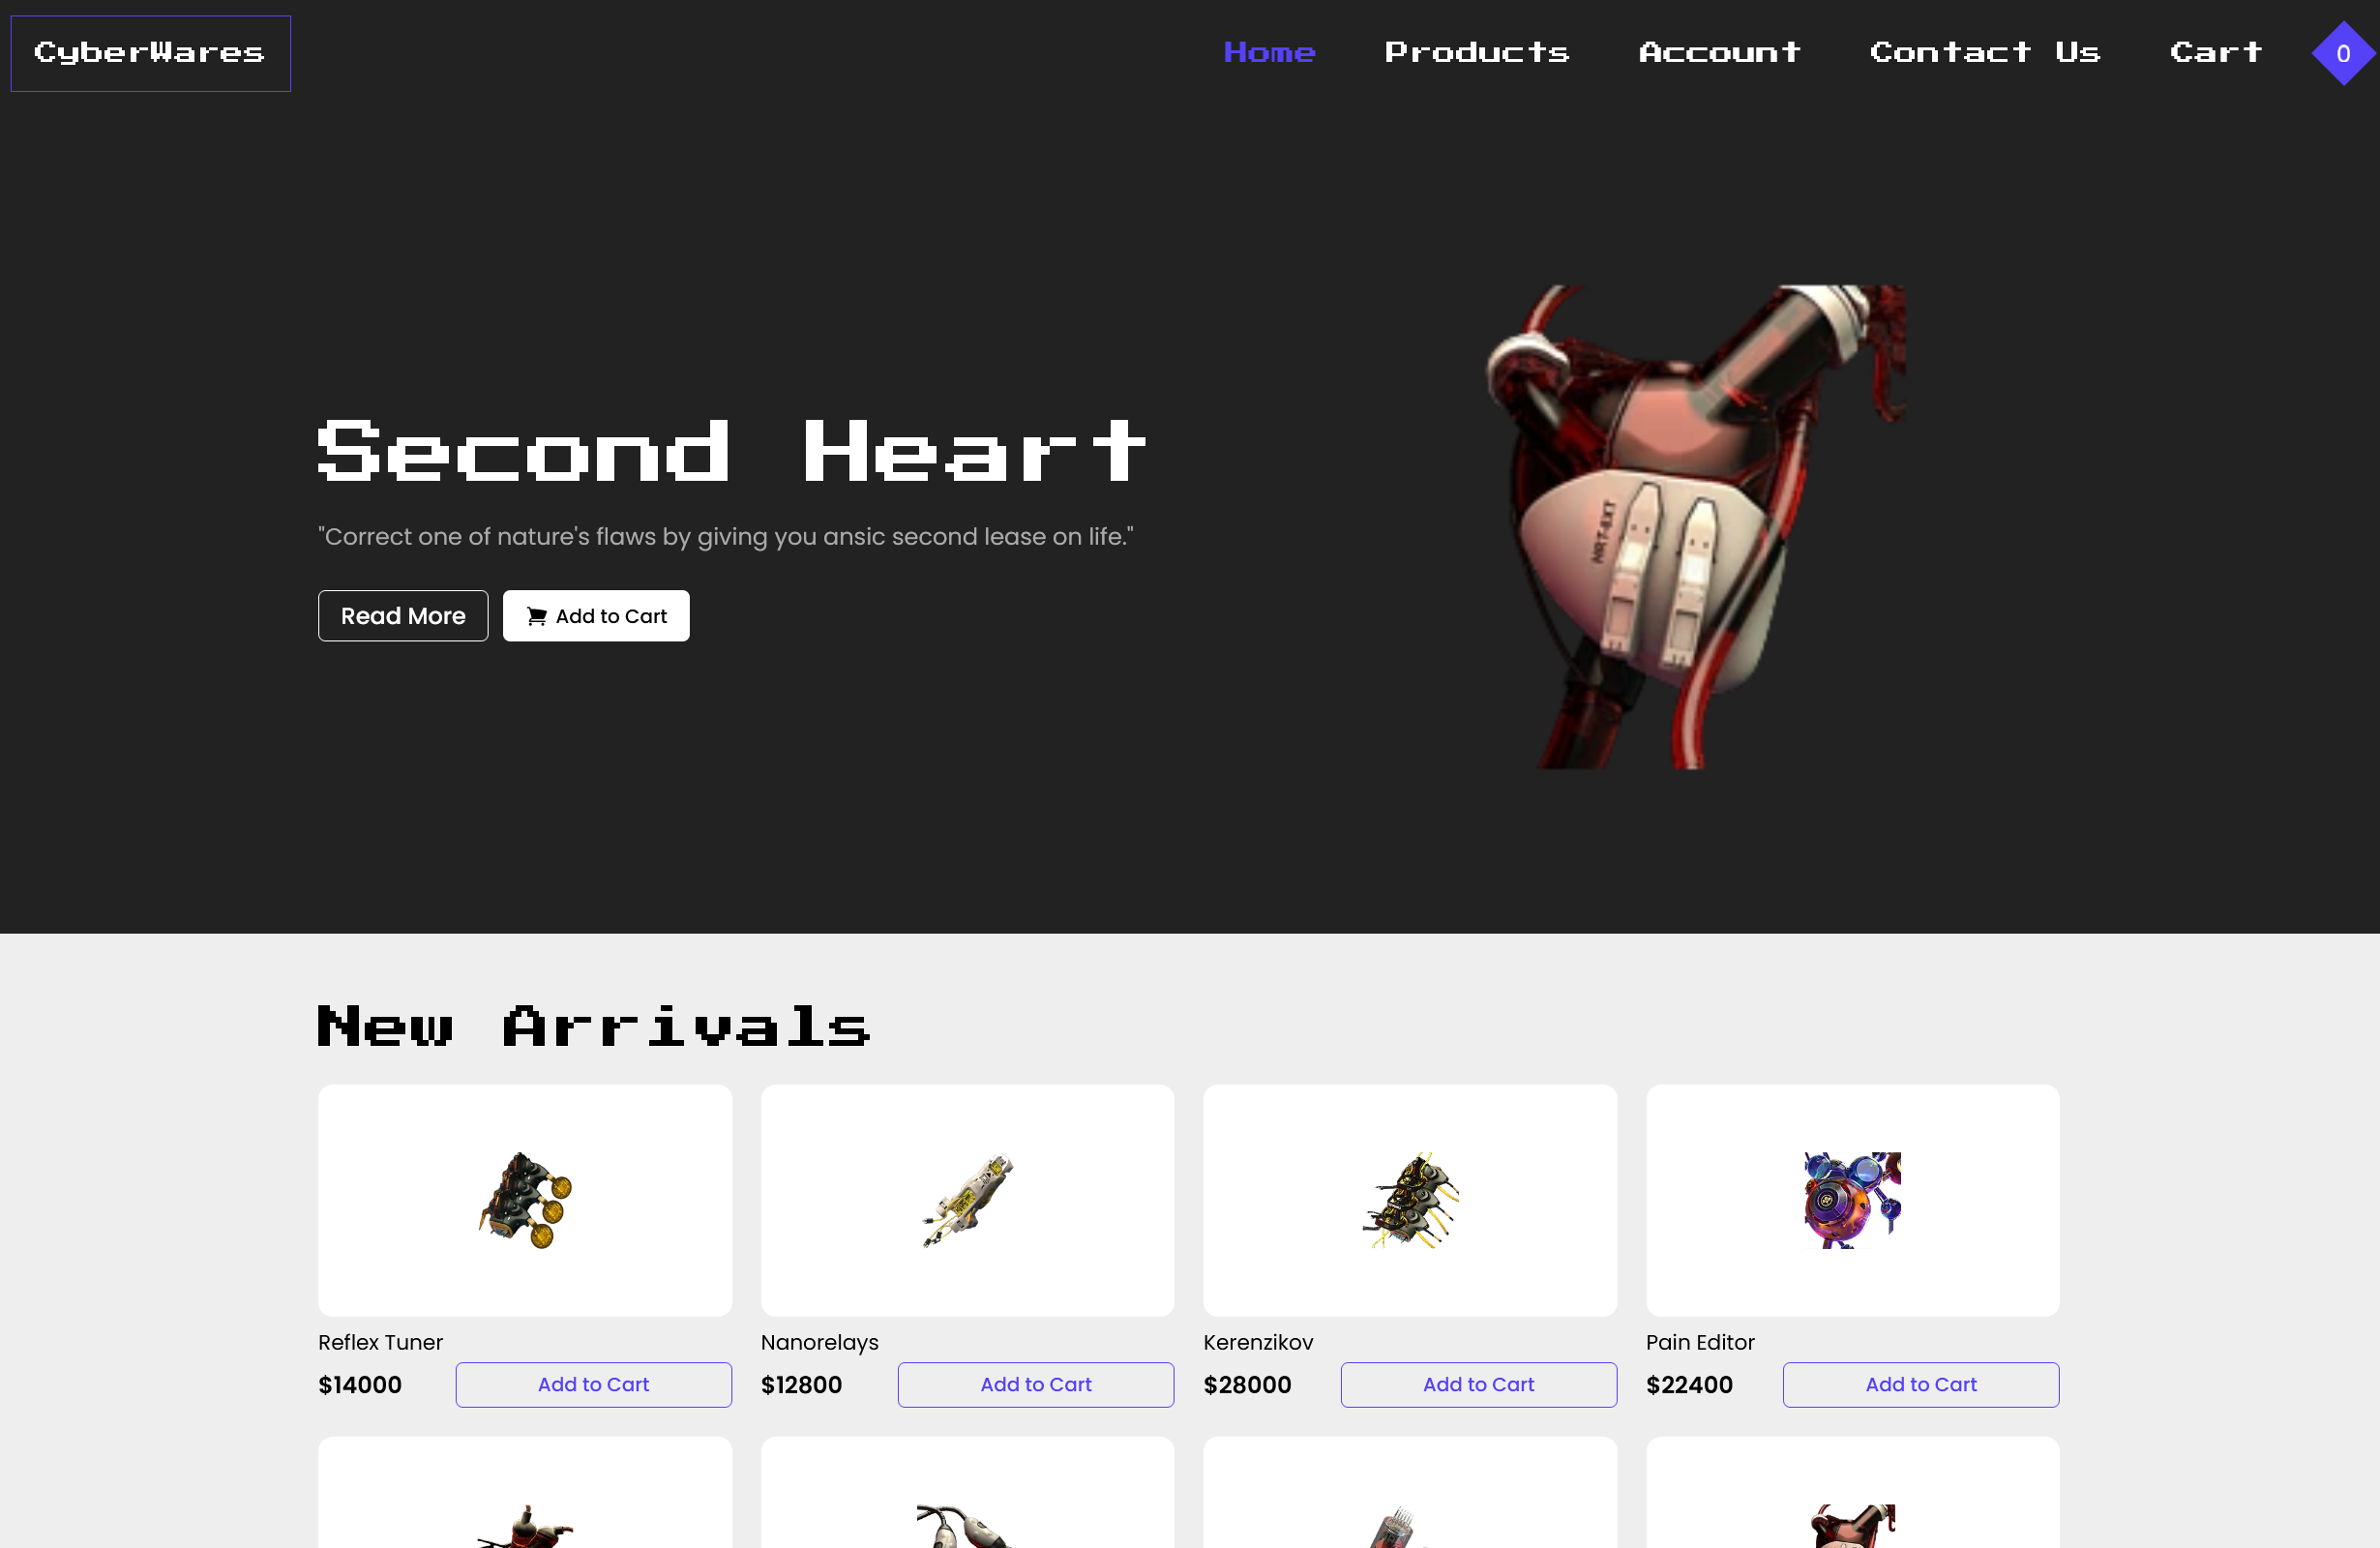 CyberWares
Home Products Account Contact Us Cart 0
Second Heart
"Correct one of nature's flaws by giving you ansic second lease on life."
Read More Add to Cart
HRT-EXT
New Arrivals
Reflex Tuner Nanorelays Kerenzikov Pain Editor
$14000 Add to Cart $12800 Add to Cart $28000 Add to Cart $22400 Add to Cart